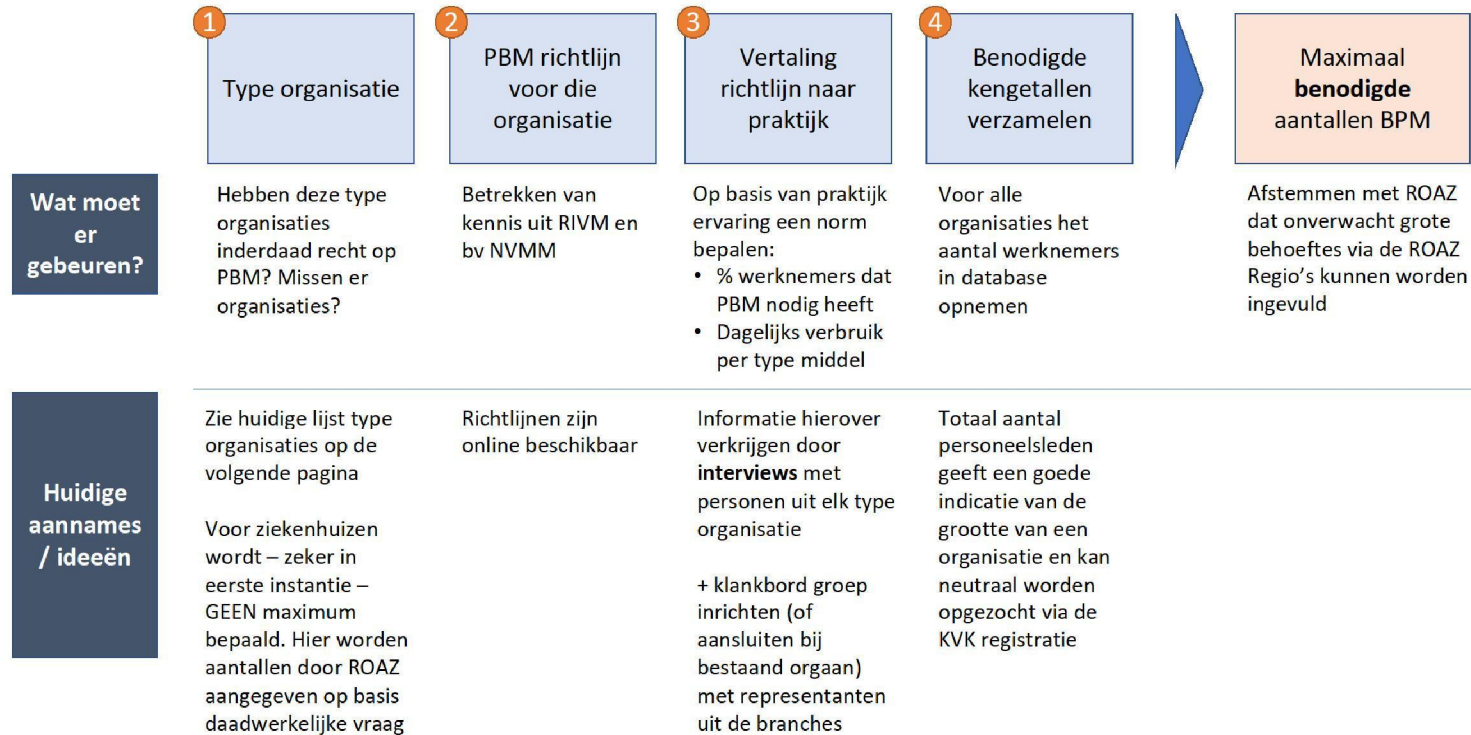 1
Type organisatie
2
PBM richtlijn
voor die
organisatie
3
Vertaling
richtlijn naar
praktijk
4
Benodigde
kengetallen
verzamelen
Maximaal
benodigde
aantallen BPM
Wat moet
er
gebeuren?
Hebben deze type
organisaties
inderdaad recht op
PBM? Missen er
organisaties?
Betrekken van
kennis uit RIVM en
bv NVMM
Op basis van praktijk
ervaring een norm
bepalen:
• % werknemers dat
PBM nodig heeft
• Dagelijks verbruik
per type middel
Voor alle
organisaties het
aantal werknemers
in database
opnemen
Afstemmen met ROAZ
dat onverwacht grote
behoeftes via de ROAZ
Regio's kunnen worden
ingevuld
Huidige
aannames
/ ideeën
Zie huidige lijst type
organisaties op de
volgende pagina
Voor ziekenhuizen
wordt – zeker in
eerste instantie –
GEEN maximum
bepaald. Hier worden
aantallen door ROAZ
aangegeven op basis
daadwerkelijke vraag
Richtlijnen zijn
online beschikbaar
Informatie hierover
verkrijgen door
interviews met
personen uit elk type
organisatie
+ klankbord groep
inrichten (of
aansluiten bij
bestaand orgaan)
met representanten
uit de branches
Totaal aantal
personeelsleden
geeft een goede
indicatie van de
grootte van een
organisatie en kan
neutraal worden
opgezocht via de
KVK registratie